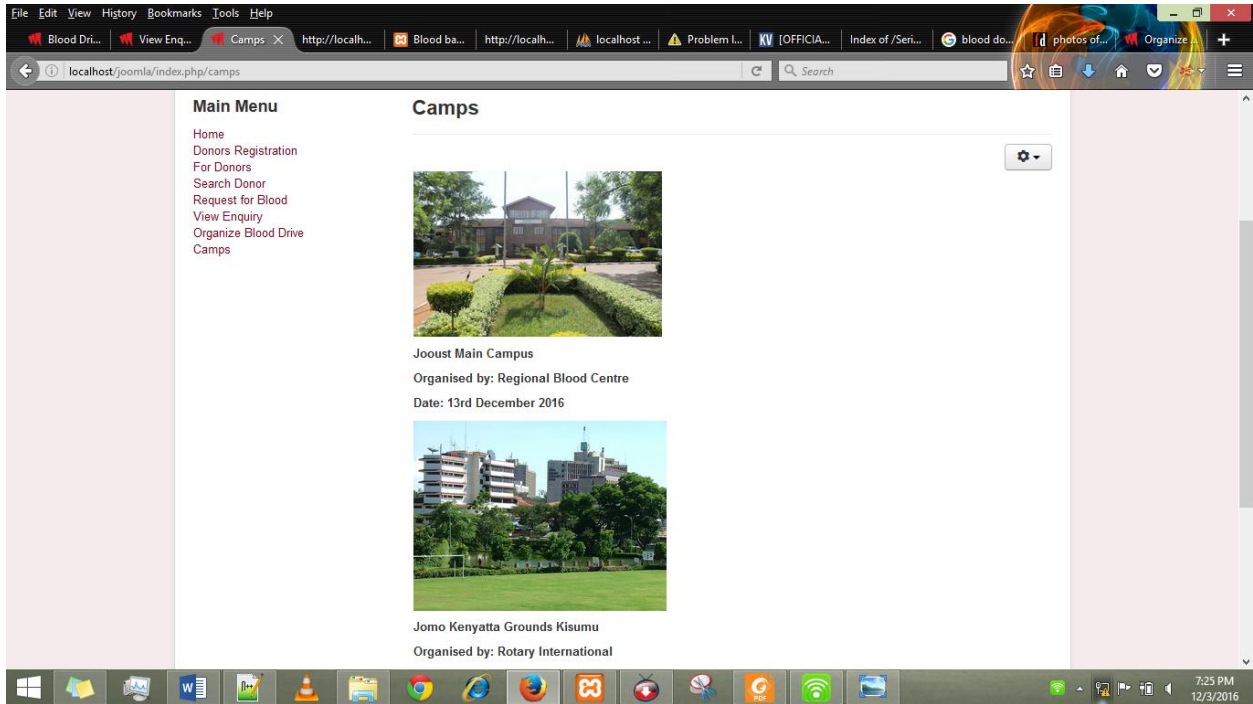 File Edit View History Bookmarks Tools Help
Blood Dri... View Enq... Camps http://localh... Blood ba... http://localh... localhost ... Problem l... [OFFICIA... Index of /Seri... blood do... photos of... Organize ...
localhost/joomla/index.php/camps Search
Main Menu
Home
Donors Registration
For Donors
Search Donor
Request for Blood
View Enquiry
Organize Blood Drive
Camps
Camps
Jooust Main Campus
Organised by: Regional Blood Centre
Date: 13rd December 2016
Jomo Kenyatta Grounds Kisumu
Organised by: Rotary International
7:25 PM
12/3/2016